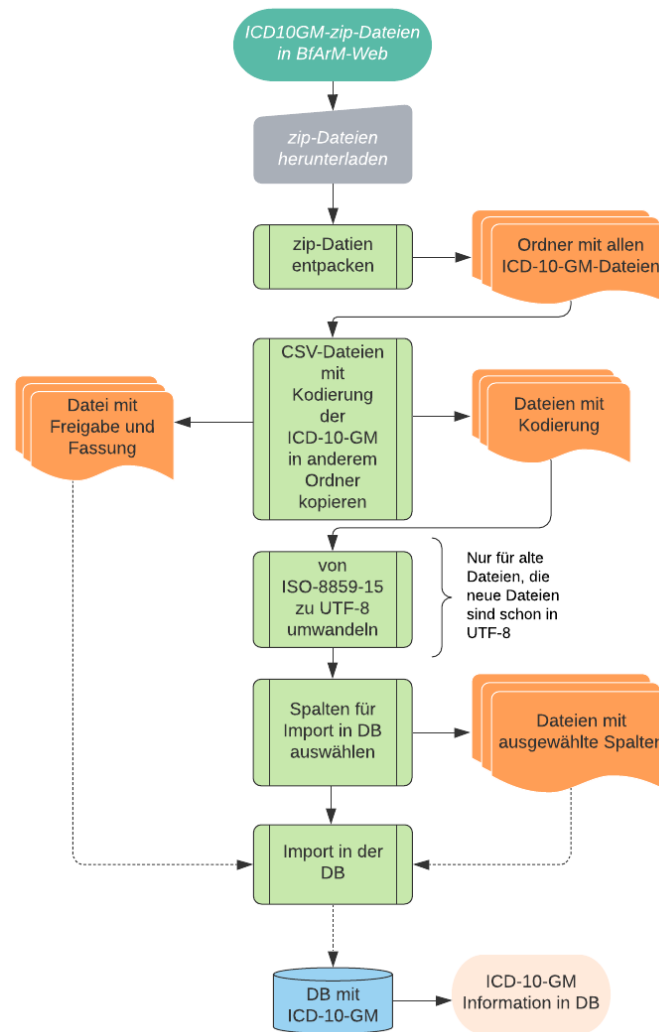 ICD10GM-zip-Dateien
in BfArM-Web
zip-Dateien
herunterladen
zip-Datien
entpacken
Ordner mit allen
ICD-10-GM-Dateien
CSV-Dateien
mit
Kodierung
der
ICD-10-GM
in anderem
Ordner
kopieren
Datei mit
Freigabe und
Fassung
Dateien mit
Kodierung
von
ISO-8859-15
zu UTF-8
umwandeln
Nur für alte
Dateien, die
neue Dateien
sind schon in
UTF-8
Spalten für
Import in DB
auswählen
Dateien mit
ausgewählte Spalten
Import in der
DB
DB mit
ICD-10-GM
ICD-10-GM
Information in DB